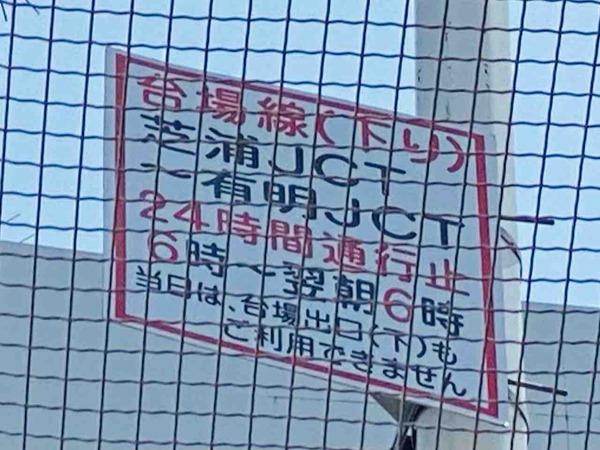 台場線(下り)
芝浦JCT
～有明JCT
24時間通行止
6時～翌朝6時
当日は、台場出口(下)も
ご利用できません